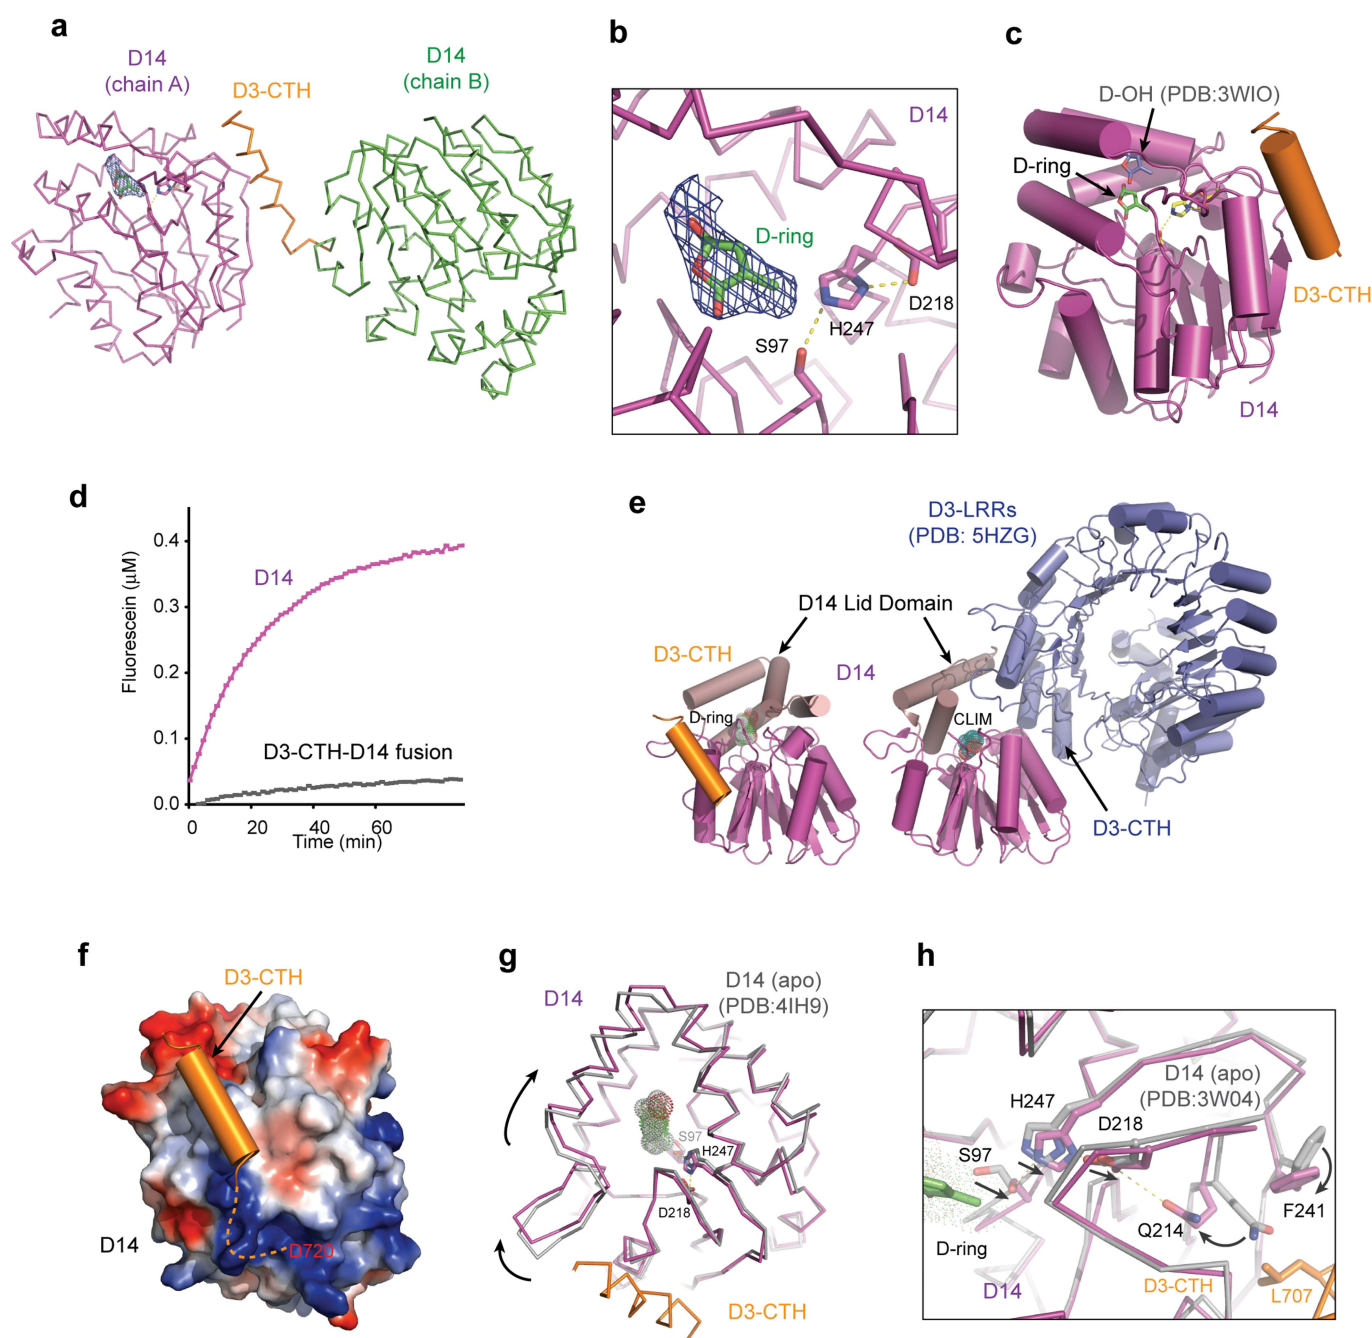 a
D14
(chain A)
D3-CTH
D14
(chain B)
b
D14
D-ring
D218
H247
S97
c
D-OH (PDB:3WIO)
D-ring
D3-CTH
D14
d
Fluorescein (μM)
0.4
0.3
0.2
0.1
0.0
D14
D3-CTH-D14 fusion
0
20
40
60
Time (min)
e
D3-LRRs
(PDB: 5HZG)
D14 Lid Domain
D3-CTH
D14
D-ring
CLIM
D3-CTH
f
D3-CTH
D14
D720
g
D14
D14 (apo)
(PDB:4IH9)
S97
H247
D218
D3-CTH
h
D14 (apo)
(PDB:3W04)
H247
D218
S97
F241
Q214
D-ring
D14
D3-CTH
L707